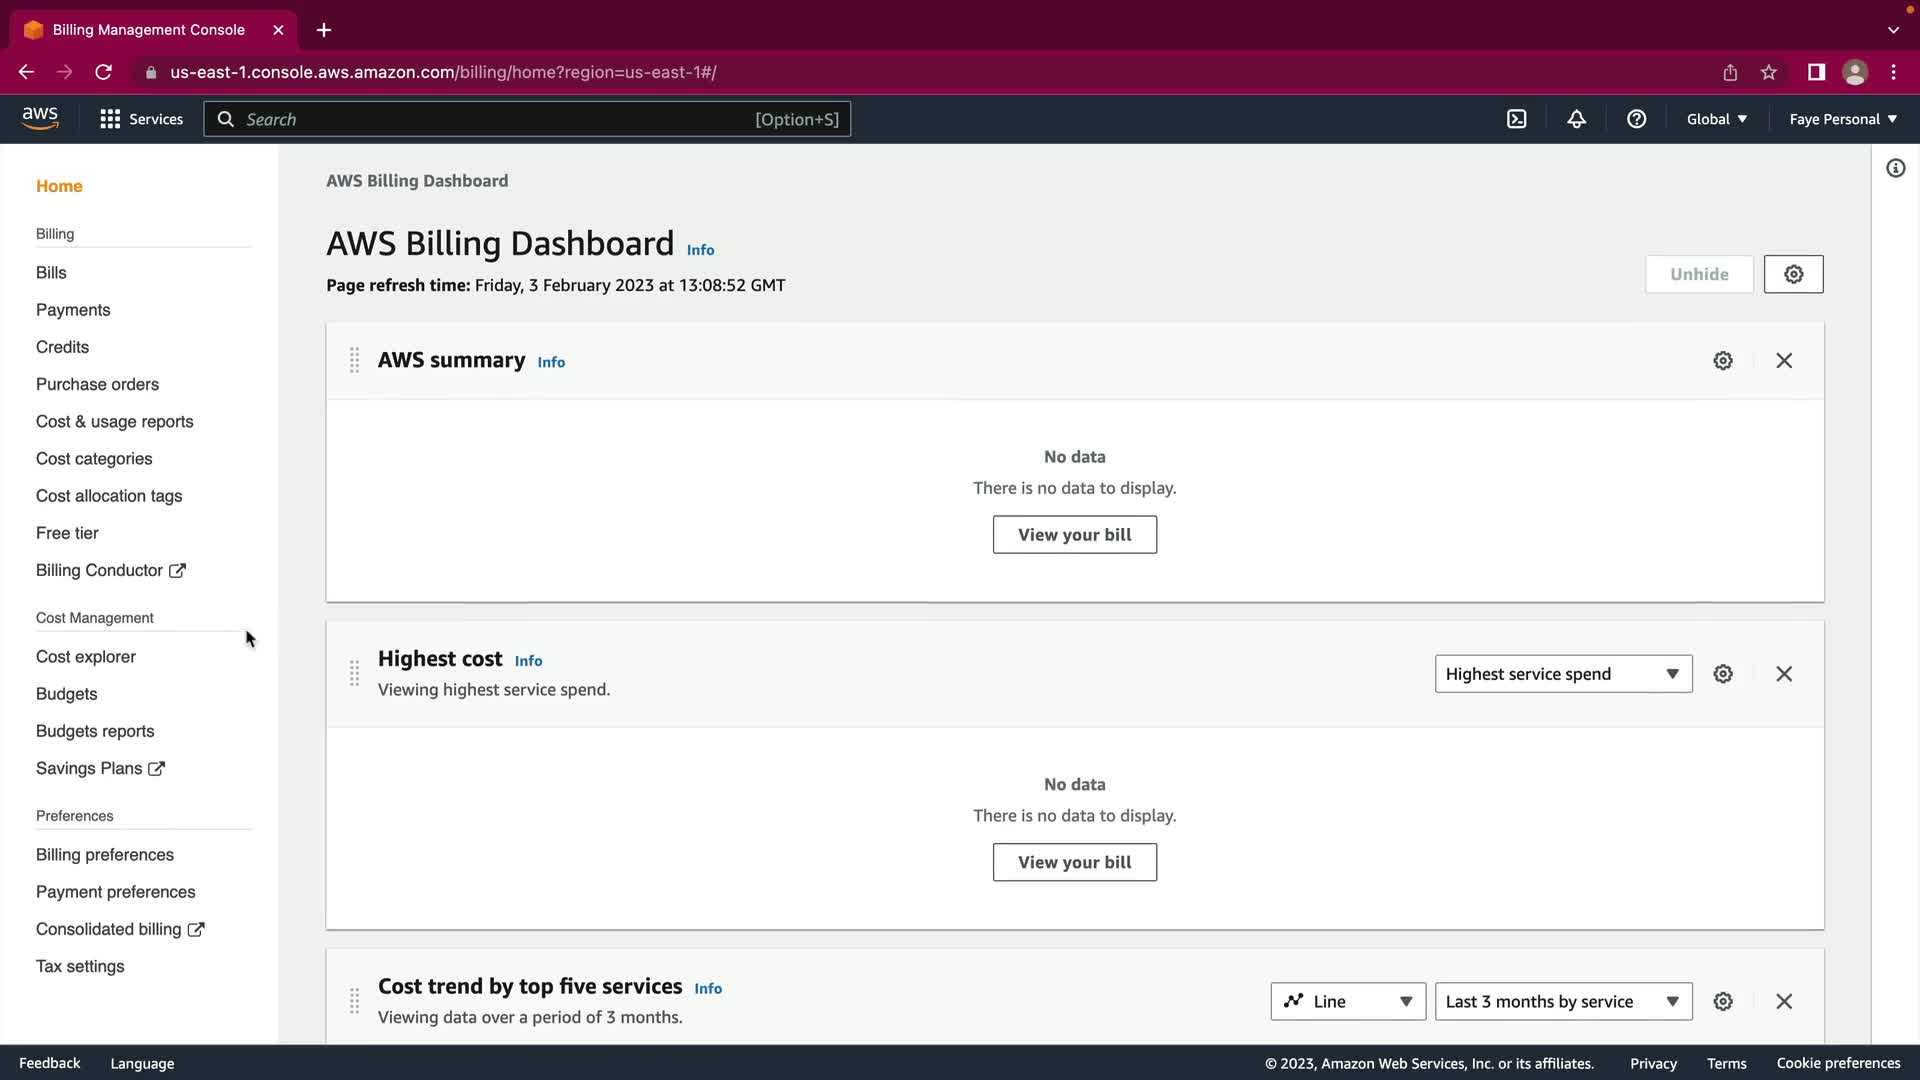 Billing Management Console
us-east-1.console.aws.amazon.com/billing/home?region=us-east-1#/
aws
Services
Search
[Option+S]
Global
Faye Personal
Home
Billing
Bills
Payments
Credits
Purchase orders
Cost & usage reports
Cost categories
Cost allocation tags
Free tier
Billing Conductor
Cost Management
Cost explorer
Budgets
Budgets reports
Savings Plans
Preferences
Billing preferences
Payment preferences
Consolidated billing
Tax settings
AWS Billing Dashboard
AWS Billing Dashboard Info
Page refresh time: Friday, 3 February 2023 at 13:08:52 GMT
Unhide
AWS summary Info
No data
There is no data to display.
View your bill
Highest cost Info
Viewing highest service spend.
Highest service spend
No data
There is no data to display.
View your bill
Cost trend by top five services Info
Viewing data over a period of 3 months.
Line
Last 3 months by service
Feedback
Language
© 2023, Amazon Web Services, Inc. or its affiliates.
Privacy
Terms
Cookie preferences